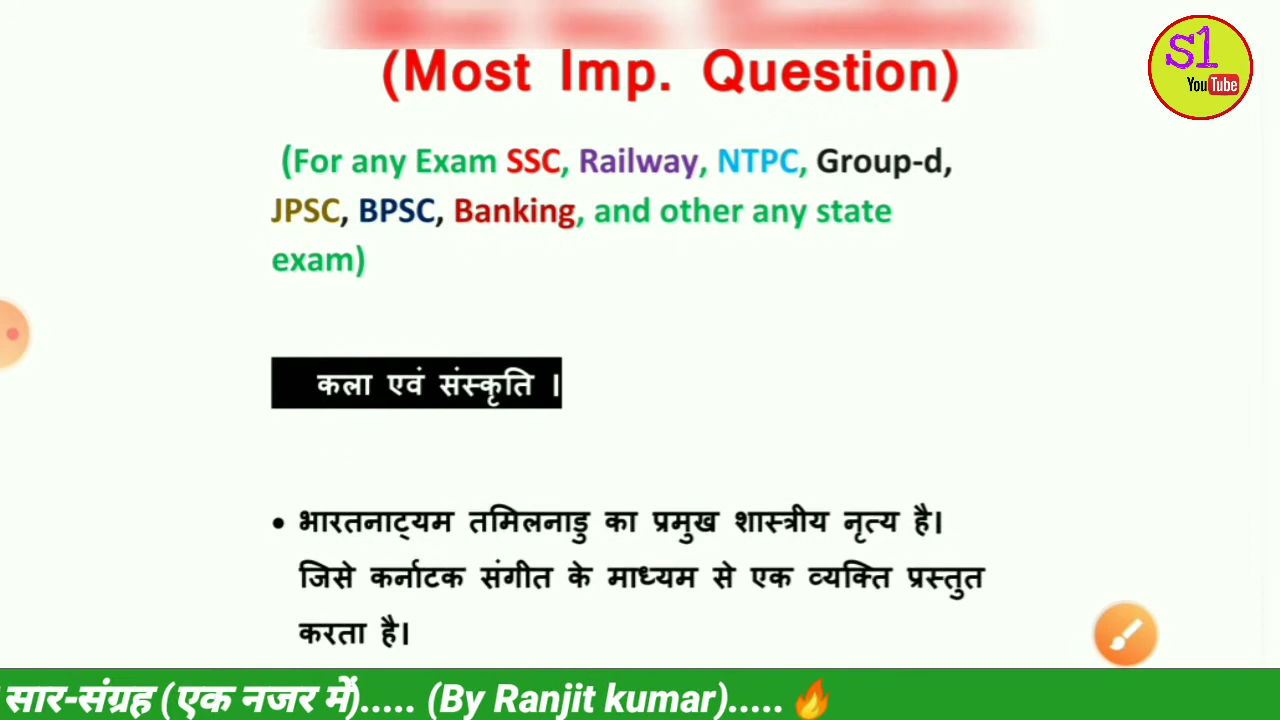 (Most Imp. Question)
S1
YouTube
(For any Exam SSC, Railway, NTPC, Group-d,
JPSC, BPSC, Banking, and other any state
exam)
कला एवं संस्कृति ।
• भारतनाट्यम तमिलनाडु का प्रमुख शास्त्रीय नृत्य है।
जिसे कर्नाटक संगीत के माध्यम से एक व्यक्ति प्रस्तुत
करता है।
सार-संग्रह (एक नजर में)..... (By Ranjit kumar).....🔥